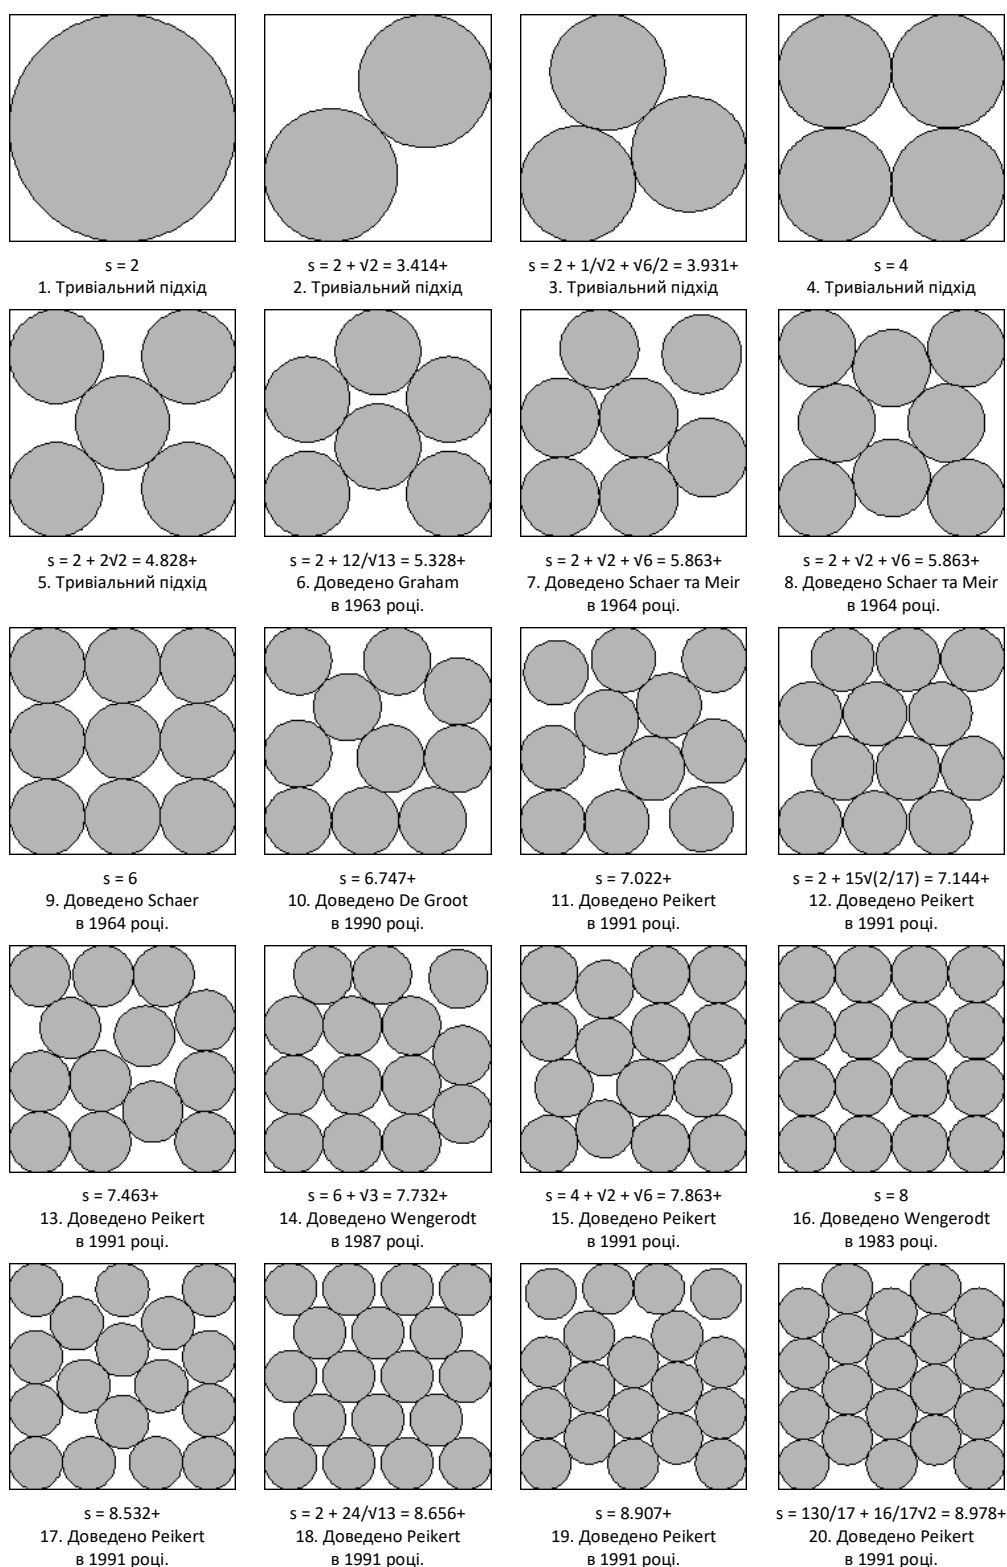 s = 2
1. Тривіальний підхід
s = 2 + √2 = 3.414+
2. Тривіальний підхід
s = 2 + 1/√2 + √6/2 = 3.931+
3. Тривіальний підхід
s = 4
4. Тривіальний підхід
s = 2 + 2√2 = 4.828+
5. Тривіальний підхід
s = 2 + 12/√13 = 5.328+
6. Доведено Graham
в 1963 році.
s = 2 + √2 + √6 = 5.863+
7. Доведено Schaer та Meir
в 1964 році.
s = 2 + √2 + √6 = 5.863+
8. Доведено Schaer та Meir
в 1964 році.
s = 6
9. Доведено Schaer
в 1964 році.
s = 6.747+
10. Доведено De Groot
в 1990 році.
s = 7.022+
11. Доведено Peikert
в 1991 році.
s = 2 + 15√(2/17) = 7.144+
12. Доведено Peikert
в 1991 році.
s = 7.463+
13. Доведено Peikert
в 1991 році.
s = 6 + √3 = 7.732+
14. Доведено Wengerodt
в 1987 році.
s = 4 + √2 + √6 = 7.863+
15. Доведено Peikert
в 1991 році.
s = 8
16. Доведено Wengerodt
в 1983 році.
s = 8.532+
17. Доведено Peikert
в 1991 році.
s = 2 + 24/√13 = 8.656+
18. Доведено Peikert
в 1991 році.
s = 8.907+
19. Доведено Peikert
в 1991 році.
s = 130/17 + 16/17√2 = 8.978+
20. Доведено Peikert
в 1991 році.